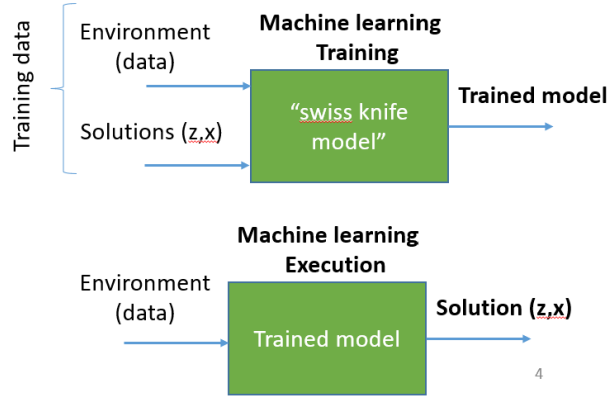 Training data
Environment
(data)
Solutions (z,x)
Machine learning
Training
“swiss knife
model”
Trained model
Machine learning
Execution
Environment
(data)
Trained model
Solution (z,x)
4